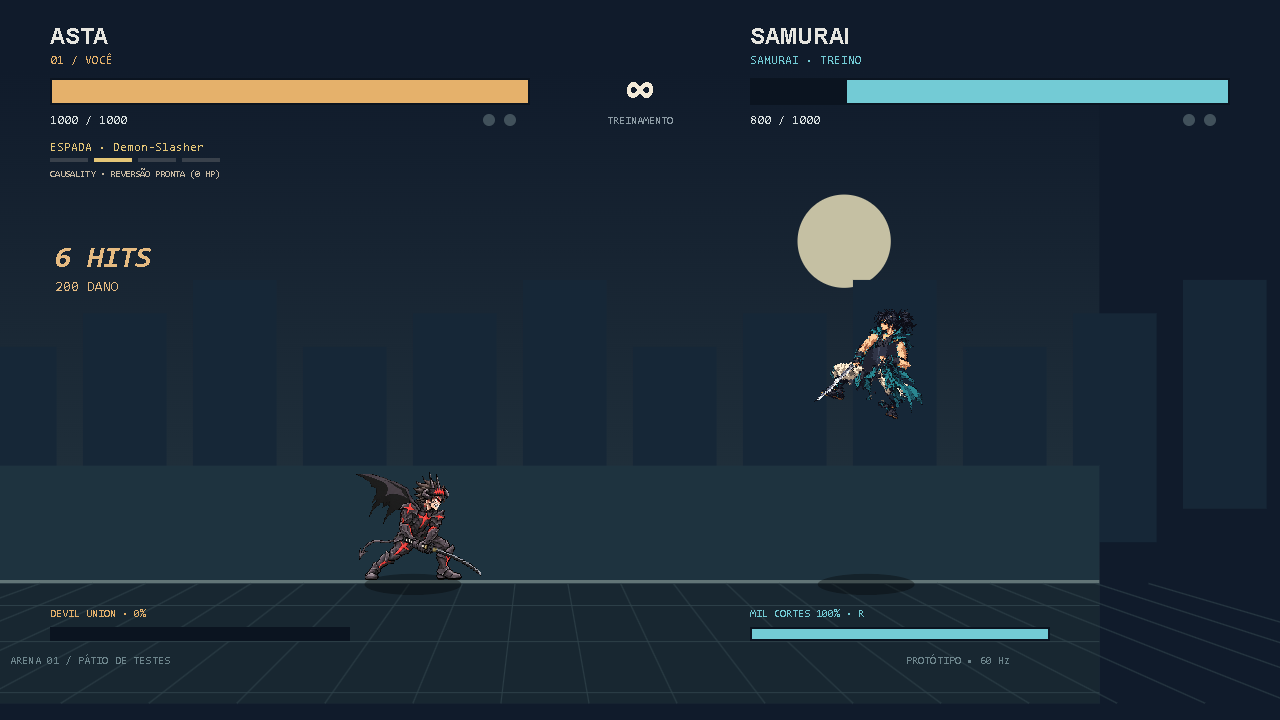 ASTA
01 / VOCÊ
1000 / 1000
ESPADA · Demon-Slasher
CAUSALITY · REVERSÃO PRONTA (0 HP)
6 HITS
200 DANO
∞
TREINAMENTO
SAMURAI
SAMURAI · TREINO
800 / 1000
DEVIL UNION · 0%
MIL CORTES 100% · R
ARENA 01 / PÁTIO DE TESTES
PROTÓTIPO • 60 Hz